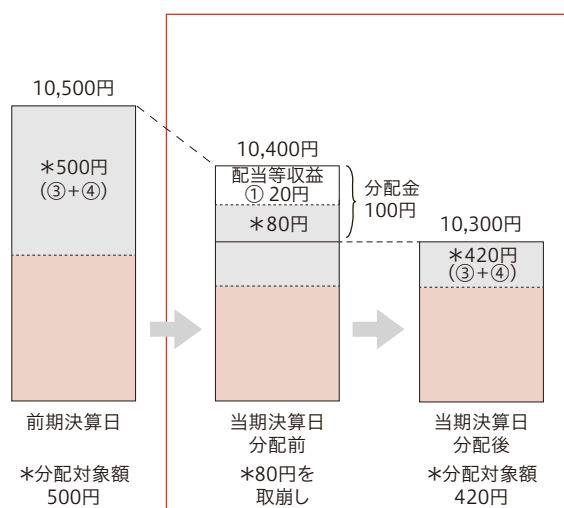 10,500円
＊500円
(③+④)
前期決算日
＊分配対象額
500円
10,400円
配当等収益
① 20円
＊80円
分配金
100円
当期決算日
分配前
＊80円を
取崩し
10,300円
＊420円
(③+④)
当期決算日
分配後
＊分配対象額
420円